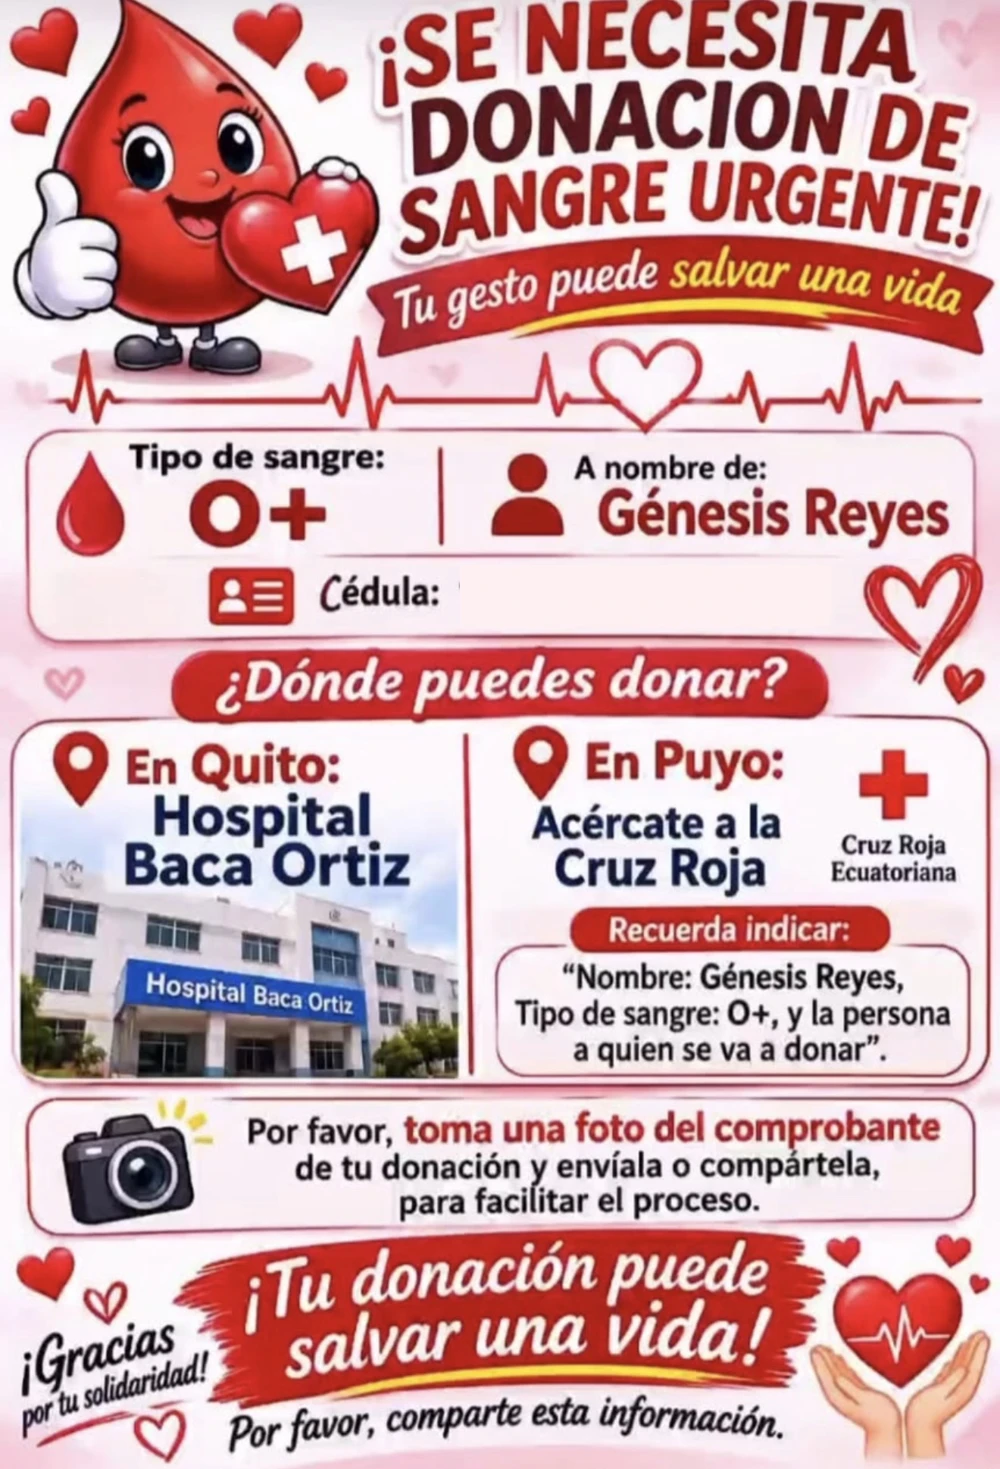 ¡SE NECESITA
DONACION DE
SANGRE URGENTE!
Tu gesto puede salvar una vida
Tipo de sangre:
O+
A nombre de:
Génesis Reyes
Cédula:
¿Dónde puedes donar?
En Quito:
Hospital
Baca Ortiz
Hospital Baca Ortiz
En Puyo:
Acércate a la
Cruz Roja
Cruz Roja
Ecuatoriana
Recuerda indicar:
“Nombre: Génesis Reyes,
Tipo de sangre: O+, y la persona
a quien se va a donar”.
Por favor, toma una foto del comprobante
de tu donación y envíala o compártela,
para facilitar el proceso.
¡Tu donación puede
salvar una vida!
¡Gracias
por tu solidaridad!
Por favor, comparte esta información.